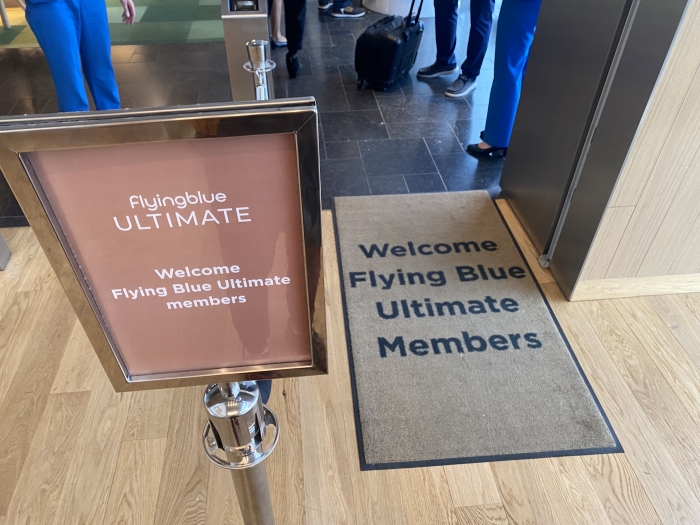 flyingblue
ULTIMATE
Welcome
Flying Blue Ultimate
members
Welcome
Flying Blue
Ultimate
Members